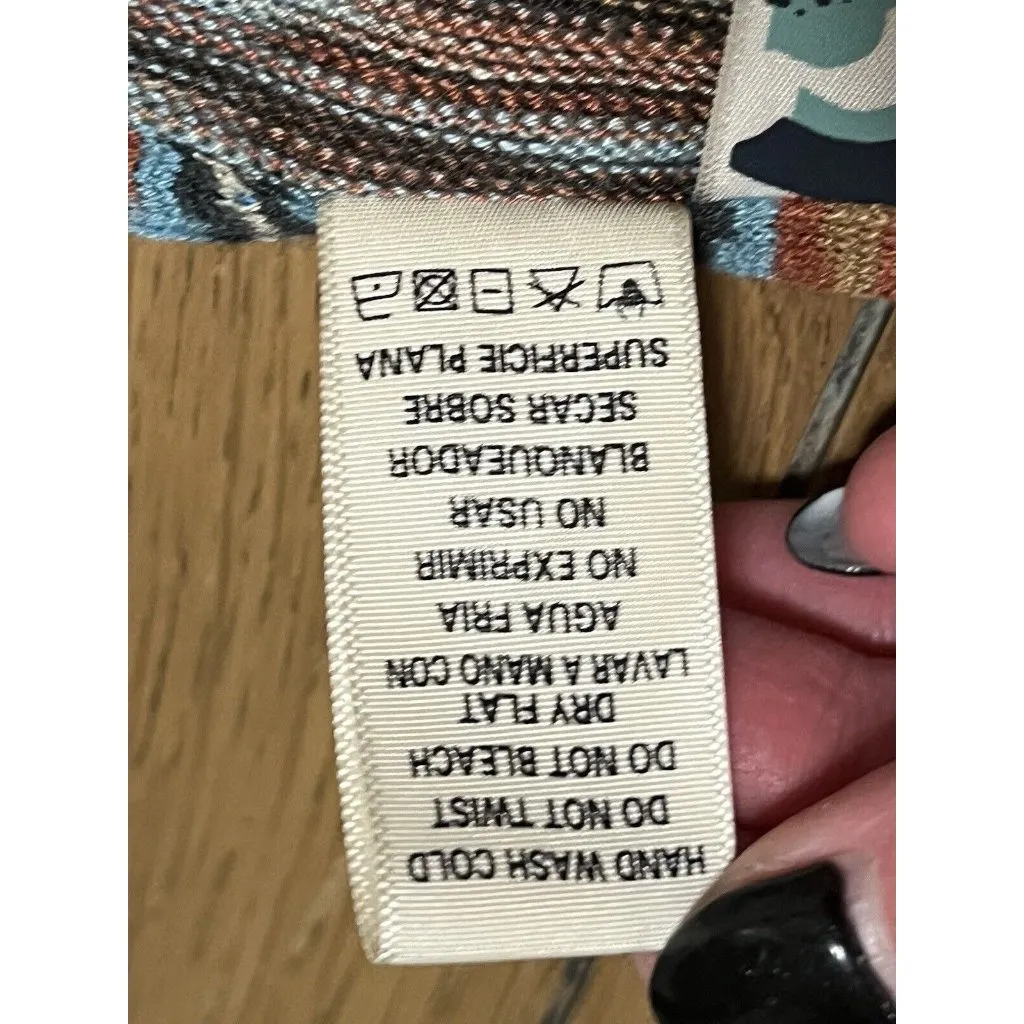 HAND WASH COLD
DO NOT TWIST
DO NOT BLEACH
DRY FLAT
LAVAR A MANO CON
AGUA FRIA
NO EXPRIMIR
NO USAR
BLANQUEADOR
SECAR SOBRE
SUPERFICIE PLANA